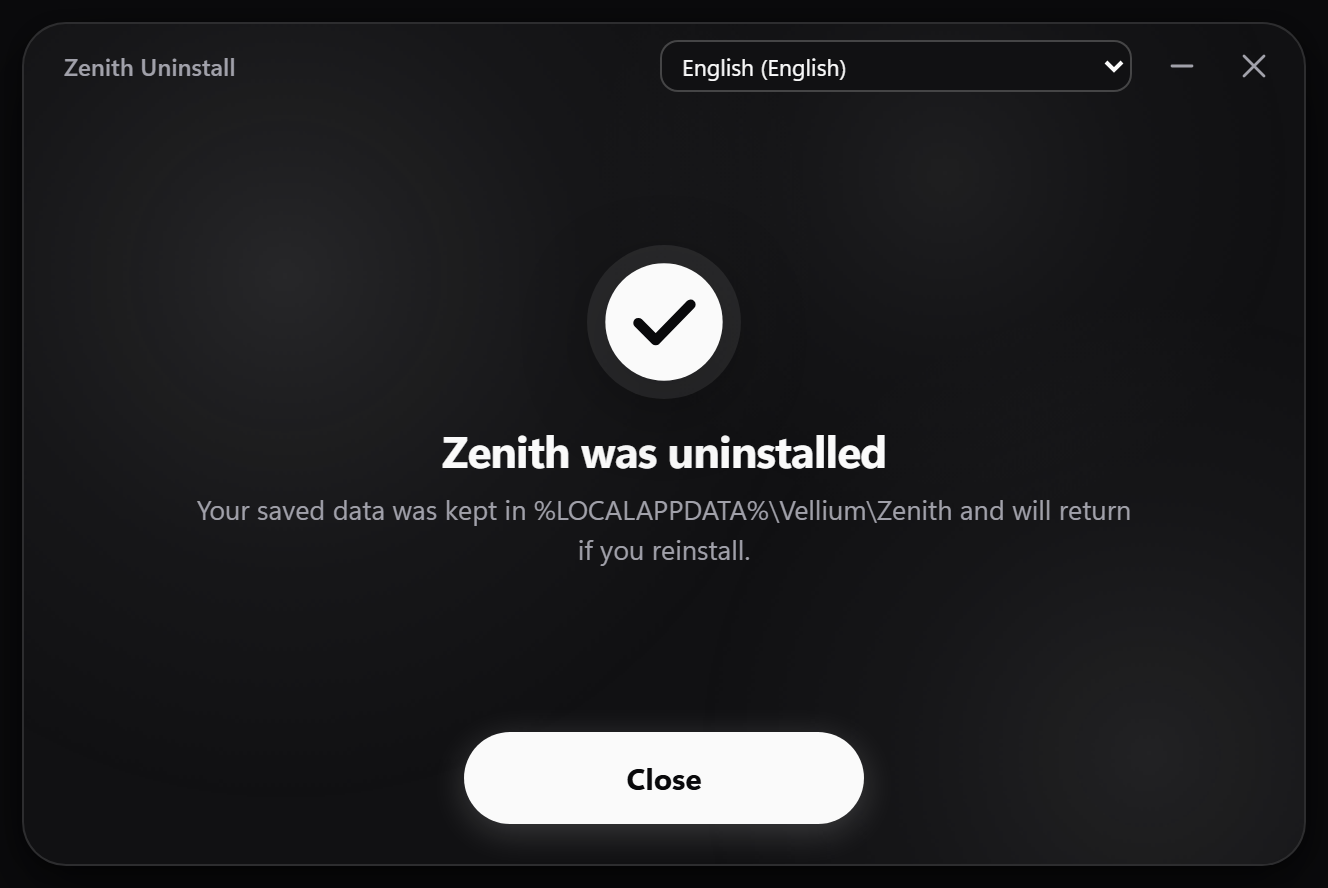 Zenith Uninstall
English (English)
Zenith was uninstalled
Your saved data was kept in %LOCALAPPDATA%\Vellium\Zenith and will return
if you reinstall.
Close